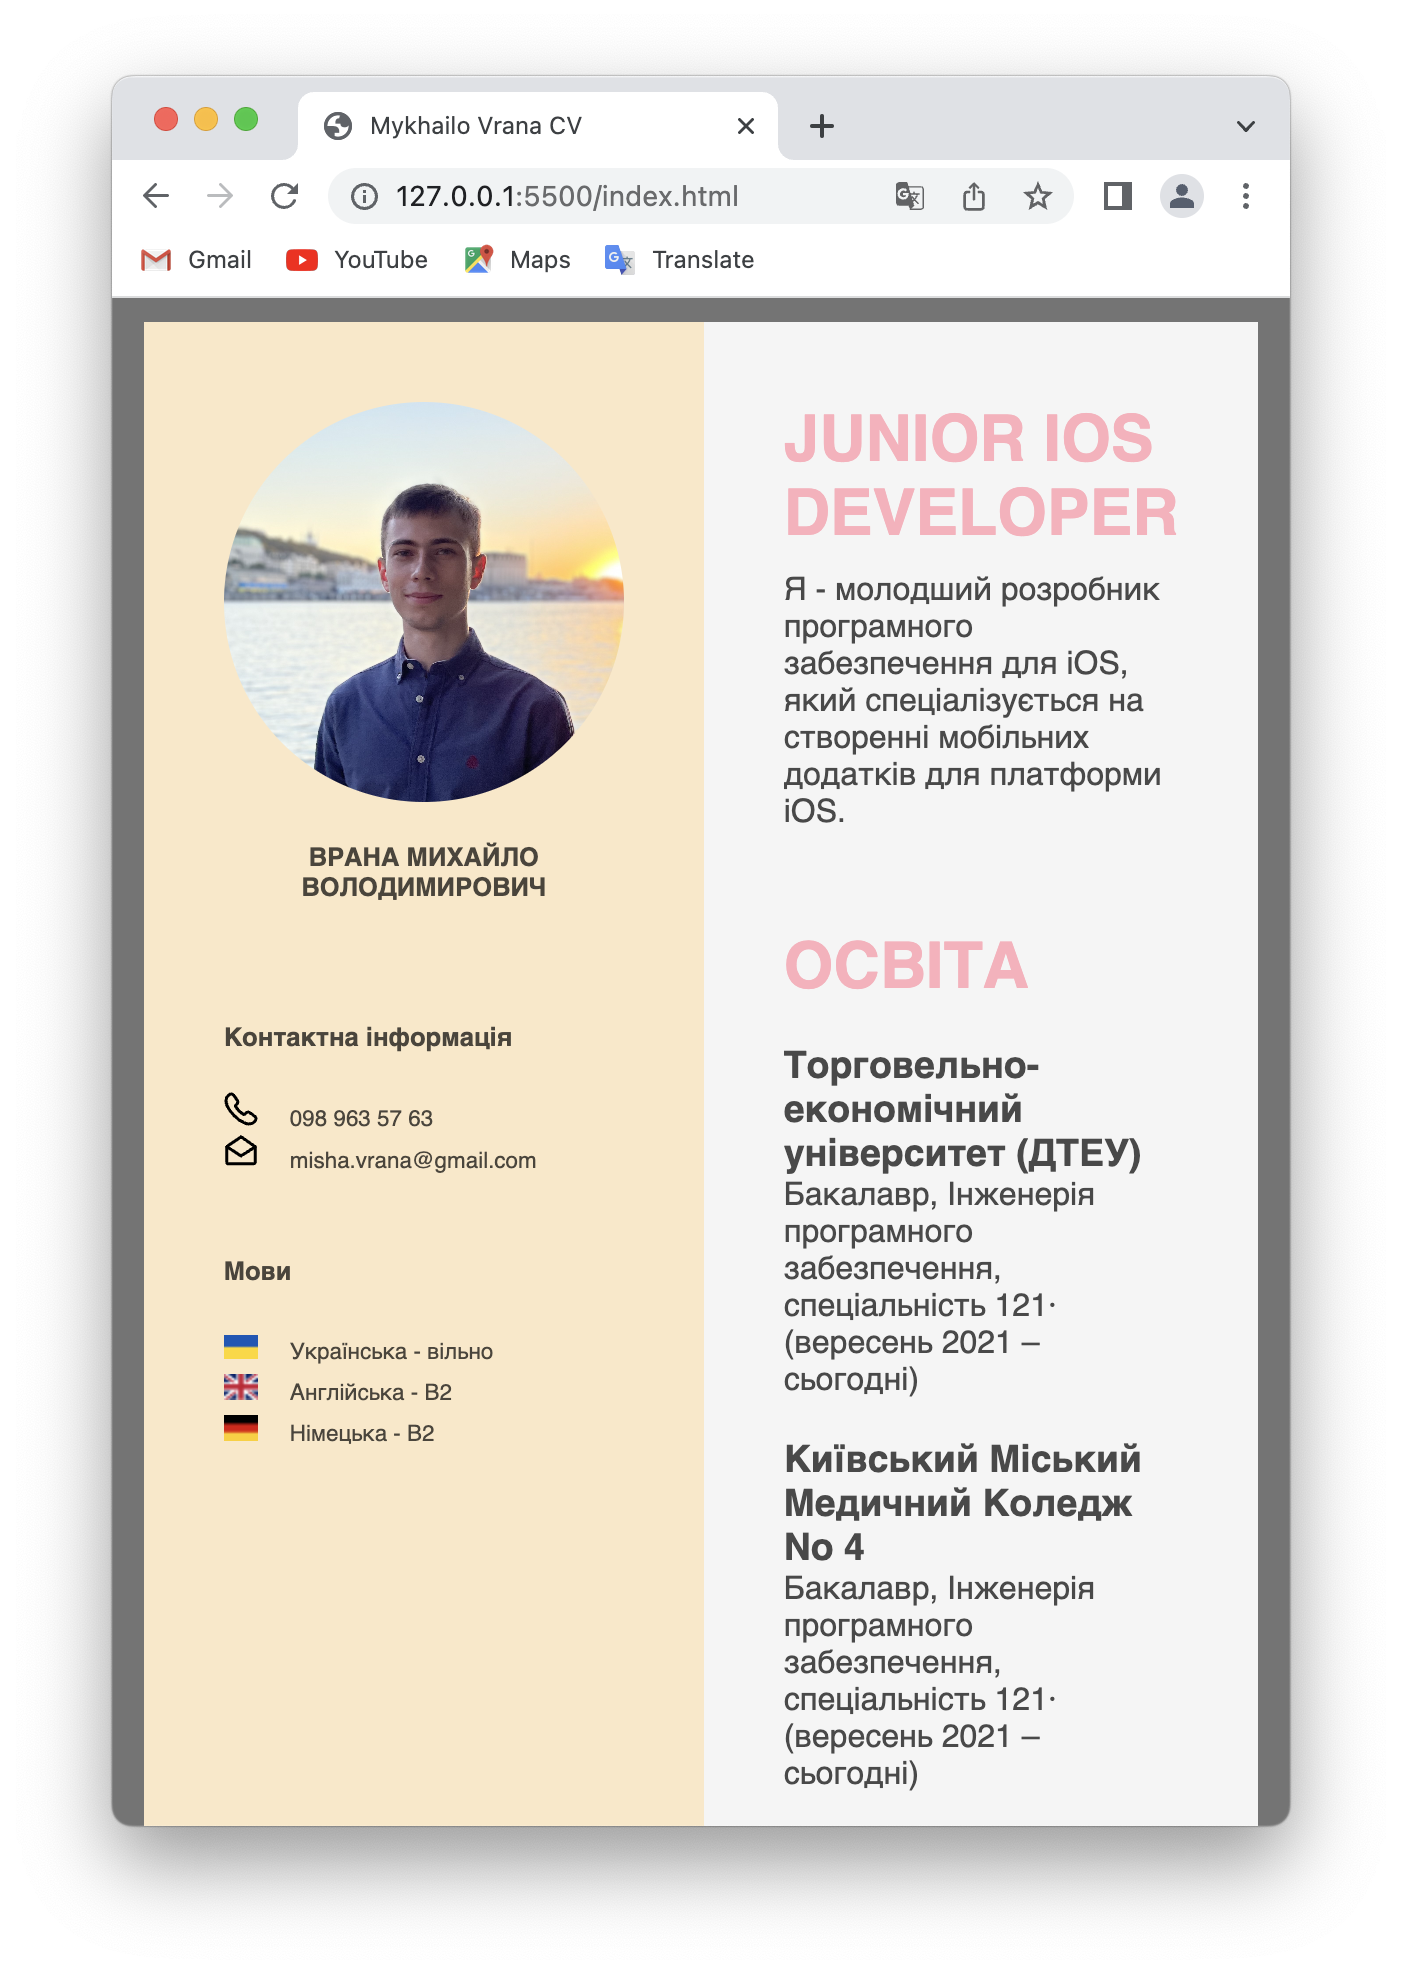 Mykhailo Vrana CV
127.0.0.1:5500/index.html
Gmail YouTube Maps Translate
ВРАНА МИХАЙЛО
ВОЛОДИМИРОВИЧ
Контактна інформація
098 963 57 63
misha.vrana@gmail.com
Мови
Українська - вільно
Англійська - B2
Німецька - B2
JUNIOR IOS
DEVELOPER
Я - молодший розробник
програмного
забезпечення для iOS,
який спеціалізується на
створенні мобільних
додатків для платформи
iOS.
ОСВІТА
Торговельно-
економічний
університет (ДТЕУ)
Бакалавр, Інженерія
програмного
забезпечення,
спеціальність 121·
(вересень 2021 –
сьогодні)
Київський Міський
Медичний Коледж
No 4
Бакалавр, Інженерія
програмного
забезпечення,
спеціальність 121·
(вересень 2021 –
сьогодні)